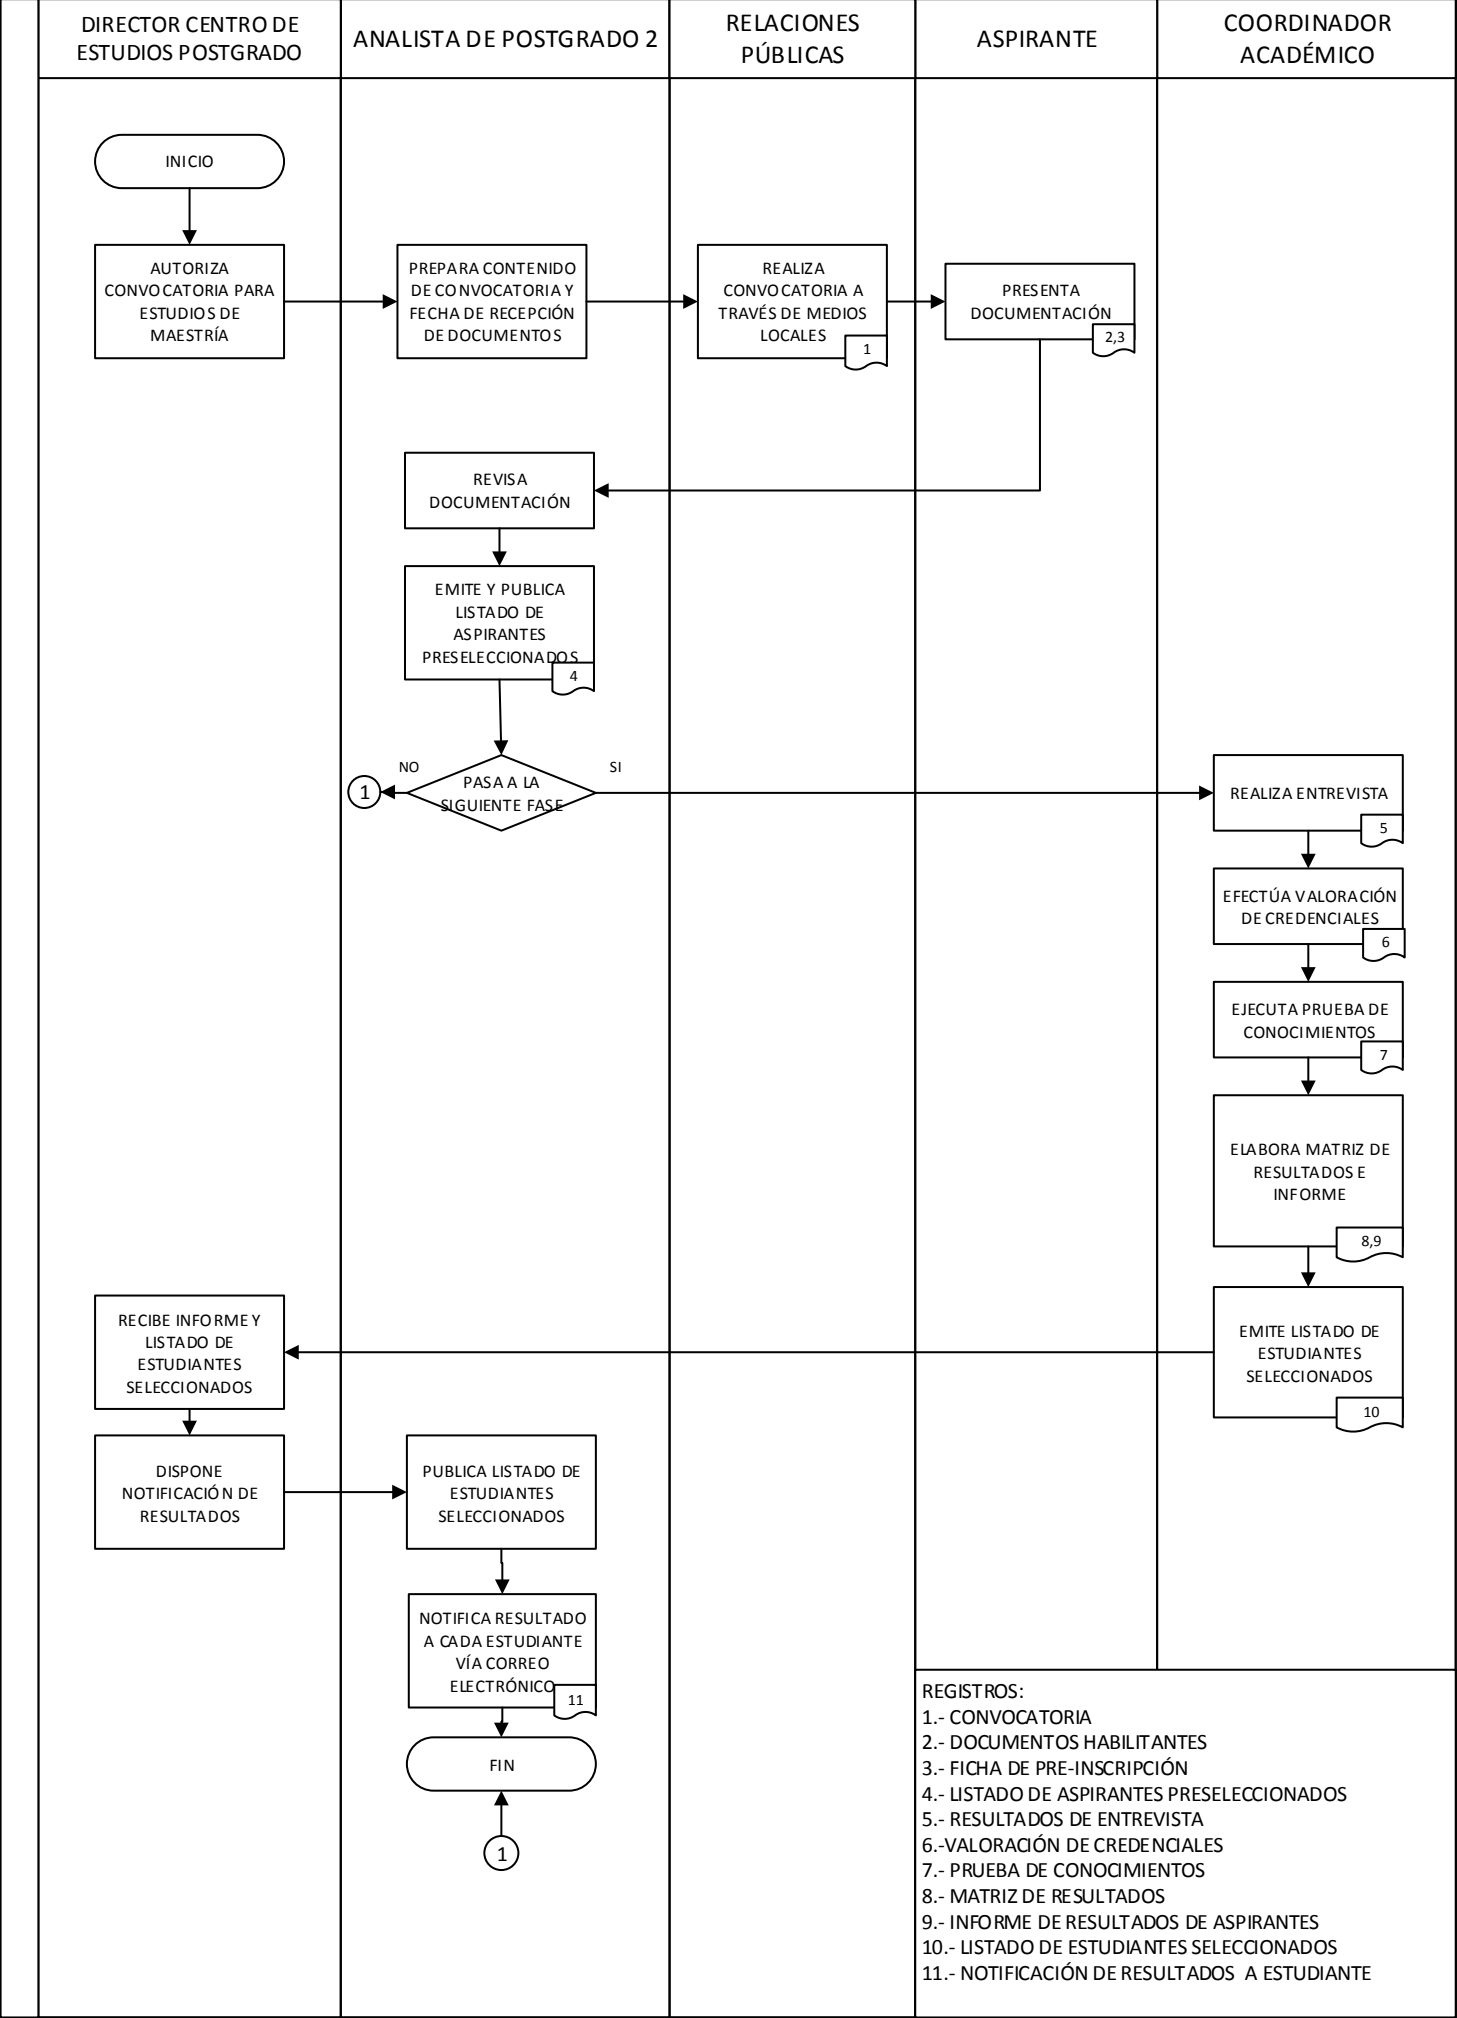 DIRECTOR CENTRO DE
ESTUDIOS POSTGRADO
ANALISTA DE POSTGRADO 2
RELACIONES
PÚBLICAS
ASPIRANTE
COORDINADOR
ACADÉMICO
INICIO
AUTORIZA
CONVOCATORIA PARA
ESTUDIOS DE
MAESTRÍA
PREPARA CONTENIDO
DE CONVOCATORIA Y
FECHA DE RECEPCIÓN
DE DOCUMENTOS
REALIZA
CONVOCATORIA A
TRAVÉS DE MEDIOS
LOCALES
1
PRESENTA
DOCUMENTACIÓN
2,3
REVISA
DOCUMENTACIÓN
EMITE Y PUBLICA
LISTADO DE
ASPIRANTES
PRESELECCIONADOS
4
NO
SI
1
PASA A LA
SIGUIENTE FASE
REALIZA ENTREVISTA
5
EFECTÚA VALORACIÓN
DE CREDENCIALES
6
EJECUTA PRUEBA DE
CONOCIMIENTOS
7
ELABORA MATRIZ DE
RESULTADOS E
INFORME
8,9
EMITE LISTADO DE
ESTUDIANTES
SELECCIONADOS
10
RECIBE INFORME Y
LISTADO DE
ESTUDIANTES
SELECCIONADOS
DISPONE
NOTIFICACIÓN DE
RESULTADOS
PUBLICA LISTADO DE
ESTUDIANTES
SELECCIONADOS
NOTIFICA RESULTADO
A CADA ESTUDIANTE
VÍA CORREO
ELECTRÓNICO
11
FIN
1
REGISTROS:
1.- CONVOCATORIA
2.- DOCUMENTOS HABILITANTES
3.- FICHA DE PRE-INSCRIPCIÓN
4.- LISTADO DE ASPIRANTES PRESELECCIONADOS
5.- RESULTADOS DE ENTREVISTA
6.-VALORACIÓN DE CREDENCIALES
7.- PRUEBA DE CONOCIMIENTOS
8.- MATRIZ DE RESULTADOS
9.- INFORME DE RESULTADOS DE ASPIRANTES
10.- LISTADO DE ESTUDIANTES SELECCIONADOS
11.- NOTIFICACIÓN DE RESULTADOS A ESTUDIANTE